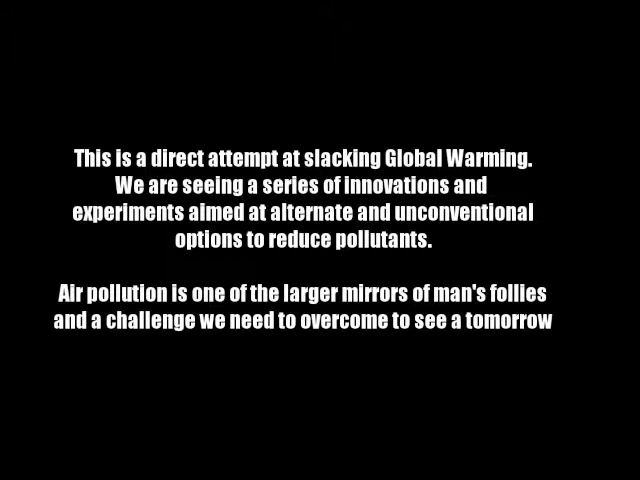 This is a direct attempt at slacking Global Warming.
We are seeing a series of innovations and
experiments aimed at alternate and unconventional
options to reduce pollutants.
Air pollution is one of the larger mirrors of man's follies
and a challenge we need to overcome to see a tomorrow